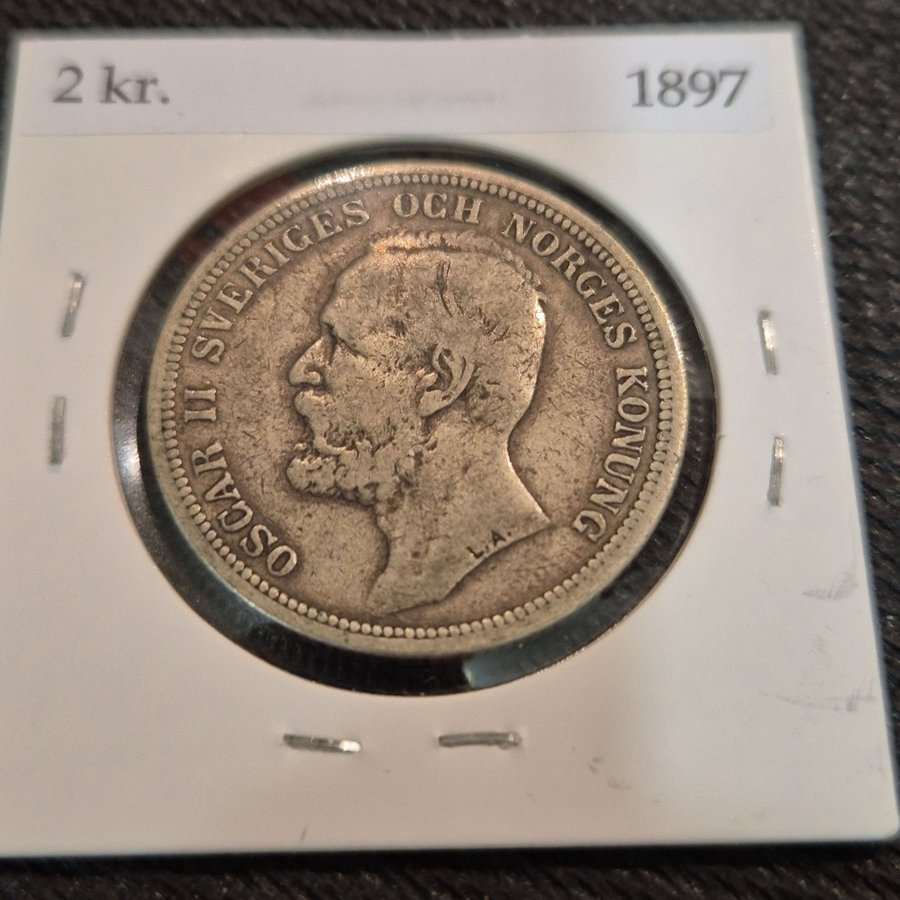 2 kr. 1897
OSCAR II SVERIGES OCH NORGES KONUNG
L.A.